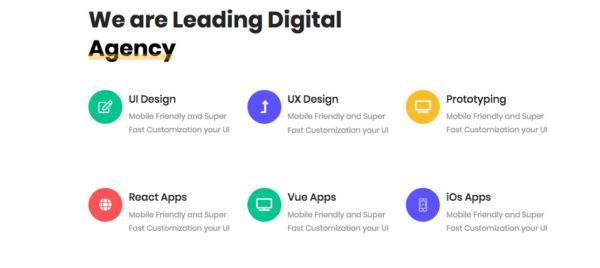 We are Leading Digital
Agency
UI Design
Mobile Friendly and Super
Fast Customization your UI
UX Design
Mobile Friendly and Super
Fast Customization your UI
Prototyping
Mobile Friendly and Super
Fast Customization your UI
React Apps
Mobile Friendly and Super
Fast Customization your UI
Vue Apps
Mobile Friendly and Super
Fast Customization your UI
iOs Apps
Mobile Friendly and Super
Fast Customization your UI